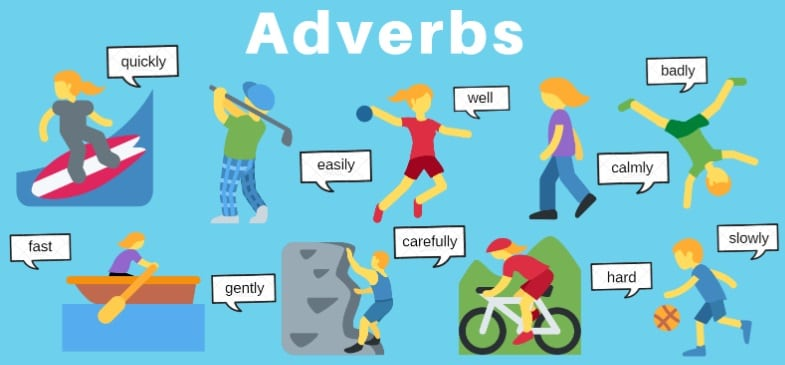 Adverbs
quickly
easily
well
calmly
badly
fast
gently
carefully
hard
slowly